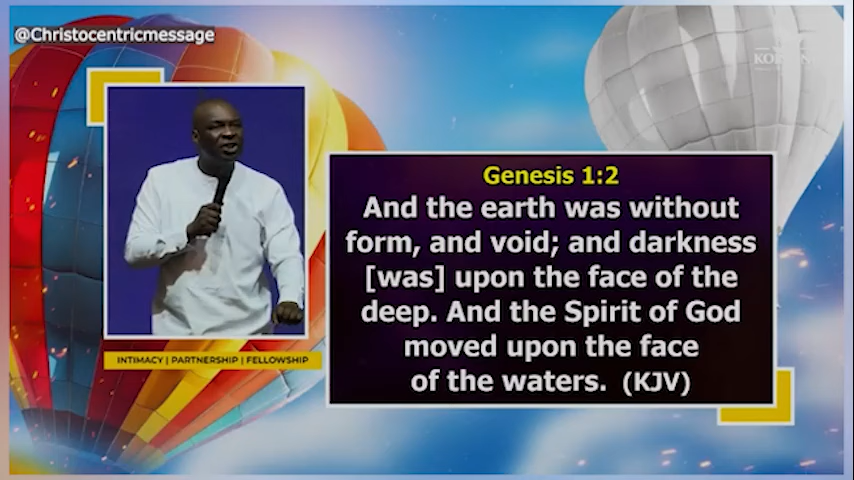 @Christocentricmessage
Genesis 1:2
And the earth was without
form, and void; and darkness
[was] upon the face of the
deep. And the Spirit of God
moved upon the face
of the waters. (KJV)
INTIMACY | PARTNERSHIP | FELLOWSHIP